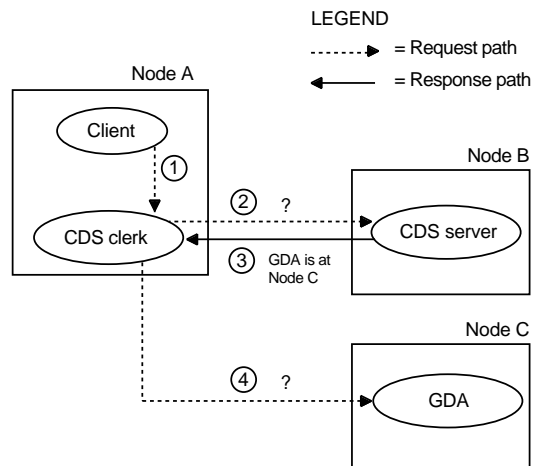 LEGEND
= Request path
= Response path
Node A
Client
1
Node B
2 ?
CDS clerk
CDS server
3 GDA is at
Node C
Node C
4 ?
GDA